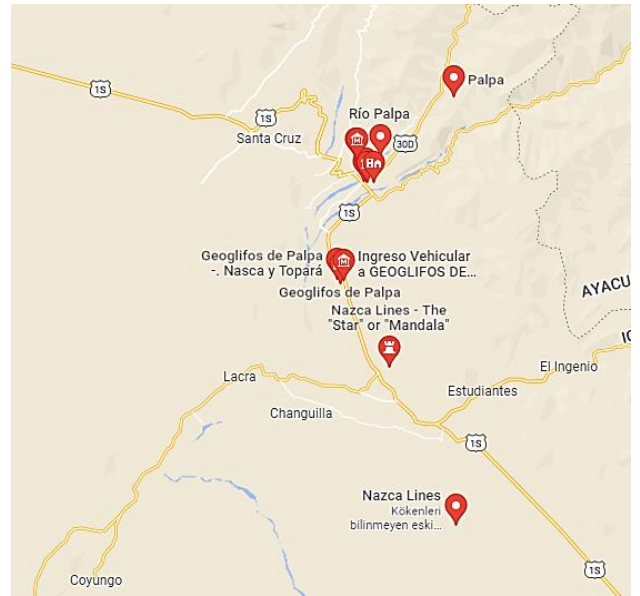 Palpa
1S
Río Palpa
Santa Cruz
30D
1S
Geoglifos de Palpa
-. Nasca y Topará
Ingreso Vehicular
a GEOGLIFOS DE...
Geoglifos de Palpa
Nazca Lines - The
"Star" or "Mandala"
AYACU
IC
El Ingenio
Lacra
Estudiantes
Changuilla
1S
Nazca Lines
Kökenleri
bilinmeyen eski...
1S
Coyungo